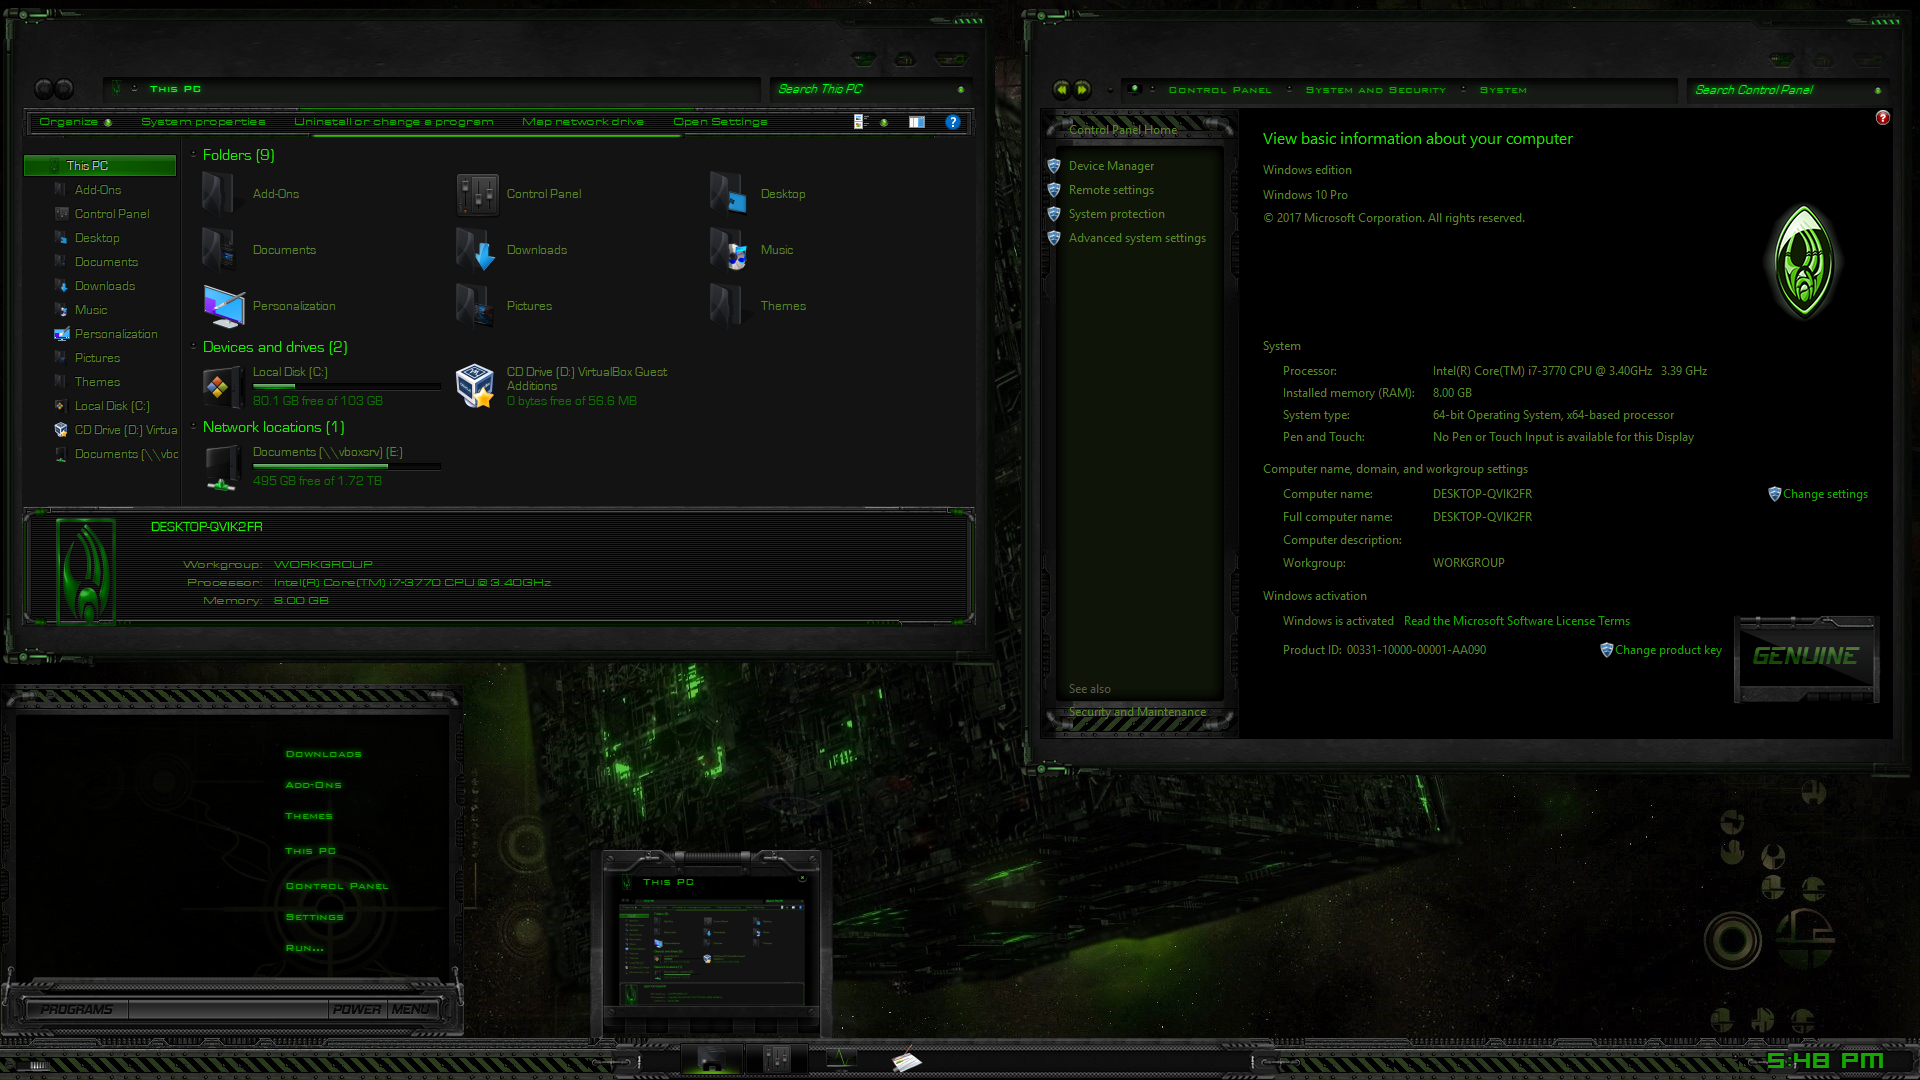 This PC
Search This PC
Organize
System properties
Uninstall or change a program
Map network drive
Open Settings
This PC
Add-Ons
Control Panel
Desktop
Documents
Downloads
Music
Personalization
Pictures
Themes
Local Disk (C:)
CD Drive (D:) Virtua
Documents (\\vbo
Folders (9)
Add-Ons
Control Panel
Desktop
Documents
Downloads
Music
Personalization
Pictures
Themes
Devices and drives (2)
Local Disk (C:)
80.1 GB free of 103 GB
CD Drive (D:) VirtualBox Guest
Additions
0 bytes free of 56.6 MB
Network locations (1)
Documents (\\vboxsrv) (E:)
495 GB free of 1.72 TB
DESKTOP-QVIK2FR
Workgroup: WORKGROUP
Processor: Intel(R) Core(TM) i7-3770 CPU @ 3.40GHz
Memory: 8.00 GB
Control Panel
System and Security
System
Search Control Panel
Control Panel Home
Device Manager
Remote settings
System protection
Advanced system settings
See also
Security and Maintenance
View basic information about your computer
Windows edition
Windows 10 Pro
© 2017 Microsoft Corporation. All rights reserved.
System
Processor: Intel(R) Core(TM) i7-3770 CPU @ 3.40GHz 3.39 GHz
Installed memory (RAM): 8.00 GB
System type: 64-bit Operating System, x64-based processor
Pen and Touch: No Pen or Touch Input is available for this Display
Computer name, domain, and workgroup settings
Computer name: DESKTOP-QVIK2FR
Change settings
Full computer name: DESKTOP-QVIK2FR
Computer description:
Workgroup: WORKGROUP
Windows activation
Windows is activated Read the Microsoft Software License Terms
Product ID: 00331-10000-00001-AA090
Change product key
GENUINE
Downloads
Add-Ons
Themes
This PC
Control Panel
Settings
Run...
PROGRAMS
POWER
MENU
This PC
5:48 PM